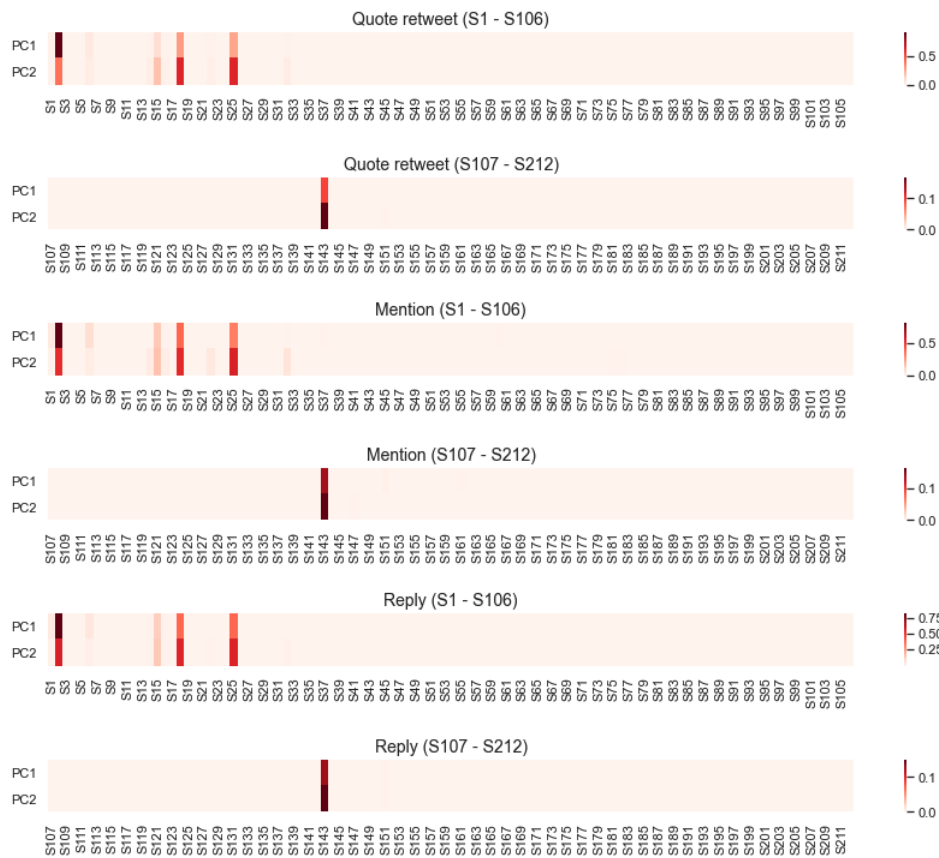 Quote retweet (S1 - S106)
PC1
PC2
0.5
0.0
S1 S3 S5 S7 S9 S11 S13 S15 S17 S19 S21 S23 S25 S27 S29 S31 S33 S35 S37 S39 S41 S43 S45 S47 S49 S51 S53 S55 S57 S59 S61 S63 S65 S67 S69 S71 S73 S75 S77 S79 S81 S83 S85 S87 S89 S91 S93 S95 S97 S99 S101 S103 S105
Quote retweet (S107 - S212)
PC1
PC2
0.1
0.0
S107 S109 S111 S113 S115 S117 S119 S121 S123 S125 S127 S129 S131 S133 S135 S137 S139 S141 S143 S145 S147 S149 S151 S153 S155 S157 S159 S161 S163 S165 S167 S169 S171 S173 S175 S177 S179 S181 S183 S185 S187 S189 S191 S193 S195 S197 S199 S201 S203 S205 S207 S209 S211
Mention (S1 - S106)
PC1
PC2
0.5
0.0
S1 S3 S5 S7 S9 S11 S13 S15 S17 S19 S21 S23 S25 S27 S29 S31 S33 S35 S37 S39 S41 S43 S45 S47 S49 S51 S53 S55 S57 S59 S61 S63 S65 S67 S69 S71 S73 S75 S77 S79 S81 S83 S85 S87 S89 S91 S93 S95 S97 S99 S101 S103 S105
Mention (S107 - S212)
PC1
PC2
0.1
0.0
S107 S109 S111 S113 S115 S117 S119 S121 S123 S125 S127 S129 S131 S133 S135 S137 S139 S141 S143 S145 S147 S149 S151 S153 S155 S157 S159 S161 S163 S165 S167 S169 S171 S173 S175 S177 S179 S181 S183 S185 S187 S189 S191 S193 S195 S197 S199 S201 S203 S205 S207 S209 S211
Reply (S1 - S106)
PC1
PC2
0.75
0.50
0.25
S1 S3 S5 S7 S9 S11 S13 S15 S17 S19 S21 S23 S25 S27 S29 S31 S33 S35 S37 S39 S41 S43 S45 S47 S49 S51 S53 S55 S57 S59 S61 S63 S65 S67 S69 S71 S73 S75 S77 S79 S81 S83 S85 S87 S89 S91 S93 S95 S97 S99 S101 S103 S105
Reply (S107 - S212)
PC1
PC2
0.1
0.0
S107 S109 S111 S113 S115 S117 S119 S121 S123 S125 S127 S129 S131 S133 S135 S137 S139 S141 S143 S145 S147 S149 S151 S153 S155 S157 S159 S161 S163 S165 S167 S169 S171 S173 S175 S177 S179 S181 S183 S185 S187 S189 S191 S193 S195 S197 S199 S201 S203 S205 S207 S209 S211